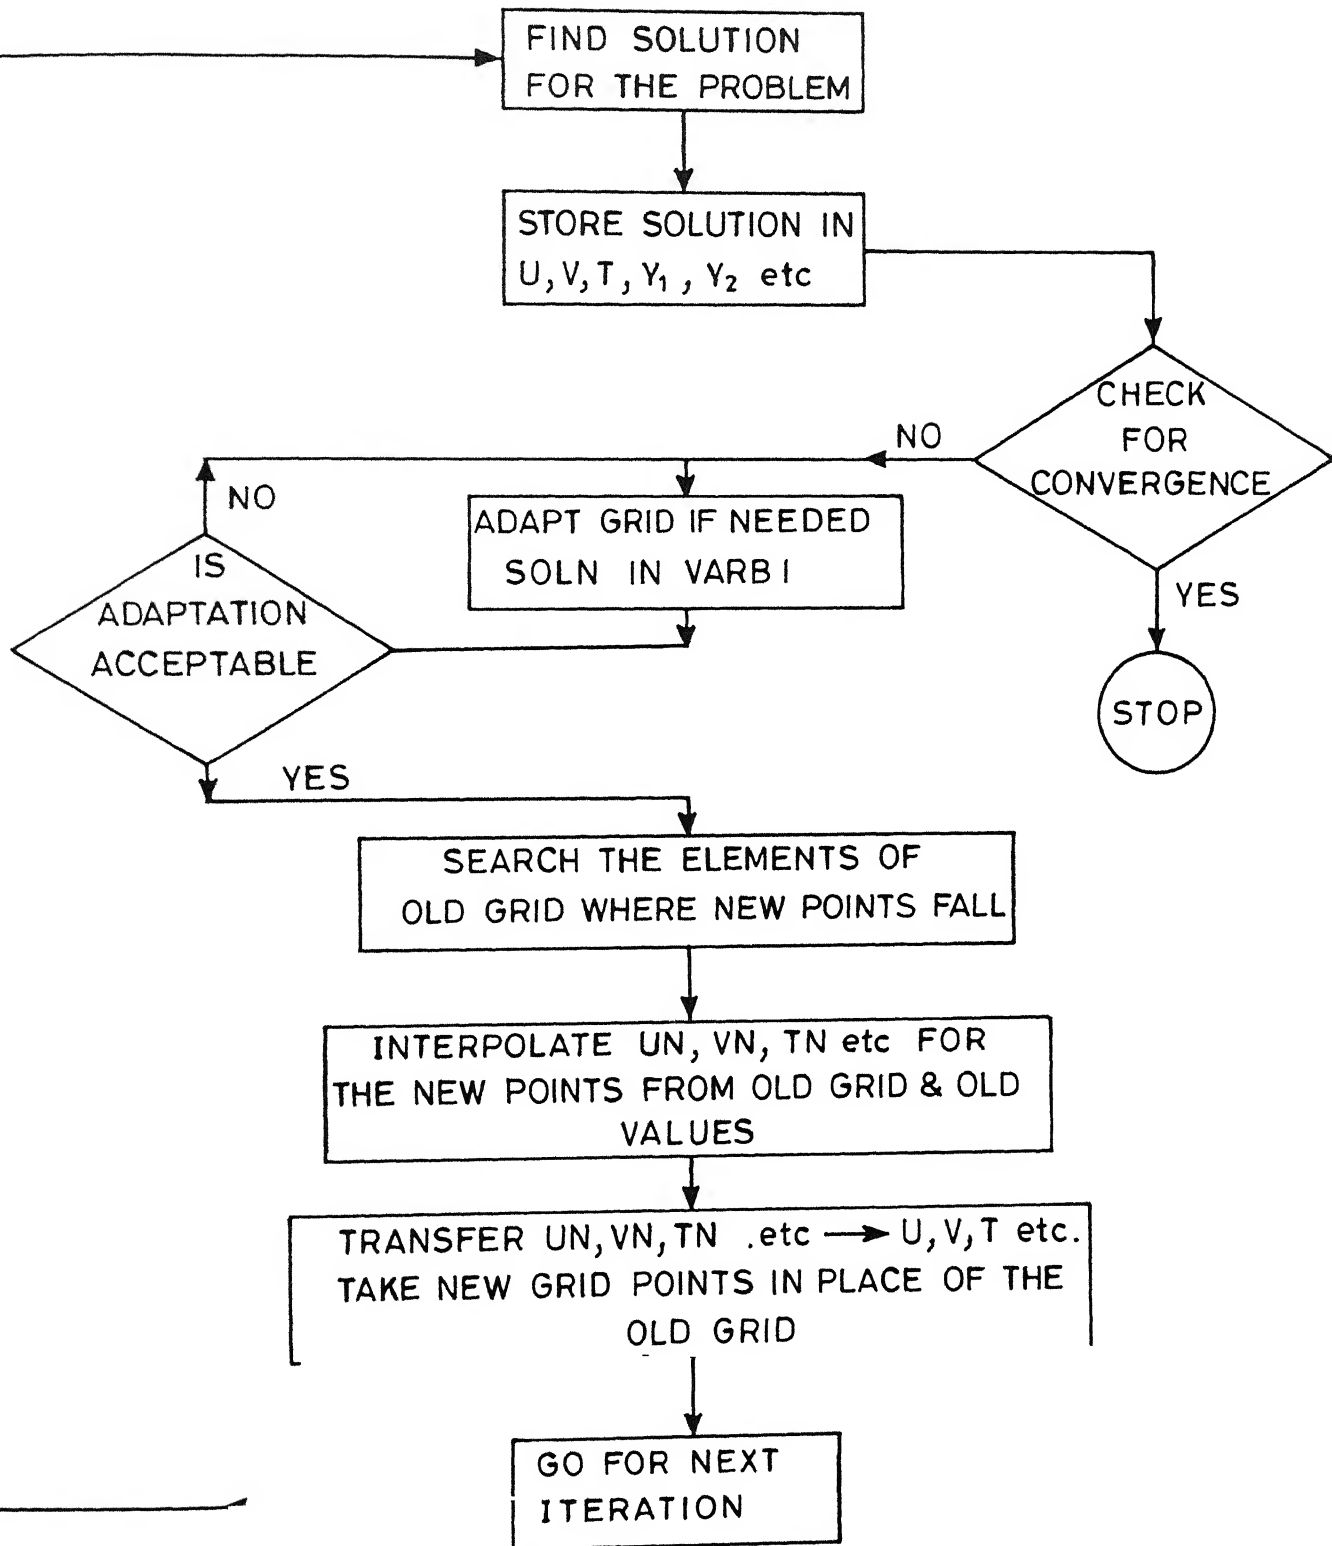 FIND SOLUTION
FOR THE PROBLEM
STORE SOLUTION IN
U, V, T, Y₁, Y₂ etc
CHECK
FOR
CONVERGENCE
NO
YES
STOP
ADAPT GRID IF NEEDED
SOLN IN VARB I
NO
IS
ADAPTATION
ACCEPTABLE
YES
SEARCH THE ELEMENTS OF
OLD GRID WHERE NEW POINTS FALL
INTERPOLATE UN, VN, TN etc FOR
THE NEW POINTS FROM OLD GRID & OLD
VALUES
TRANSFER UN, VN, TN .etc → U, V, T etc.
TAKE NEW GRID POINTS IN PLACE OF THE
OLD GRID
GO FOR NEXT
ITERATION